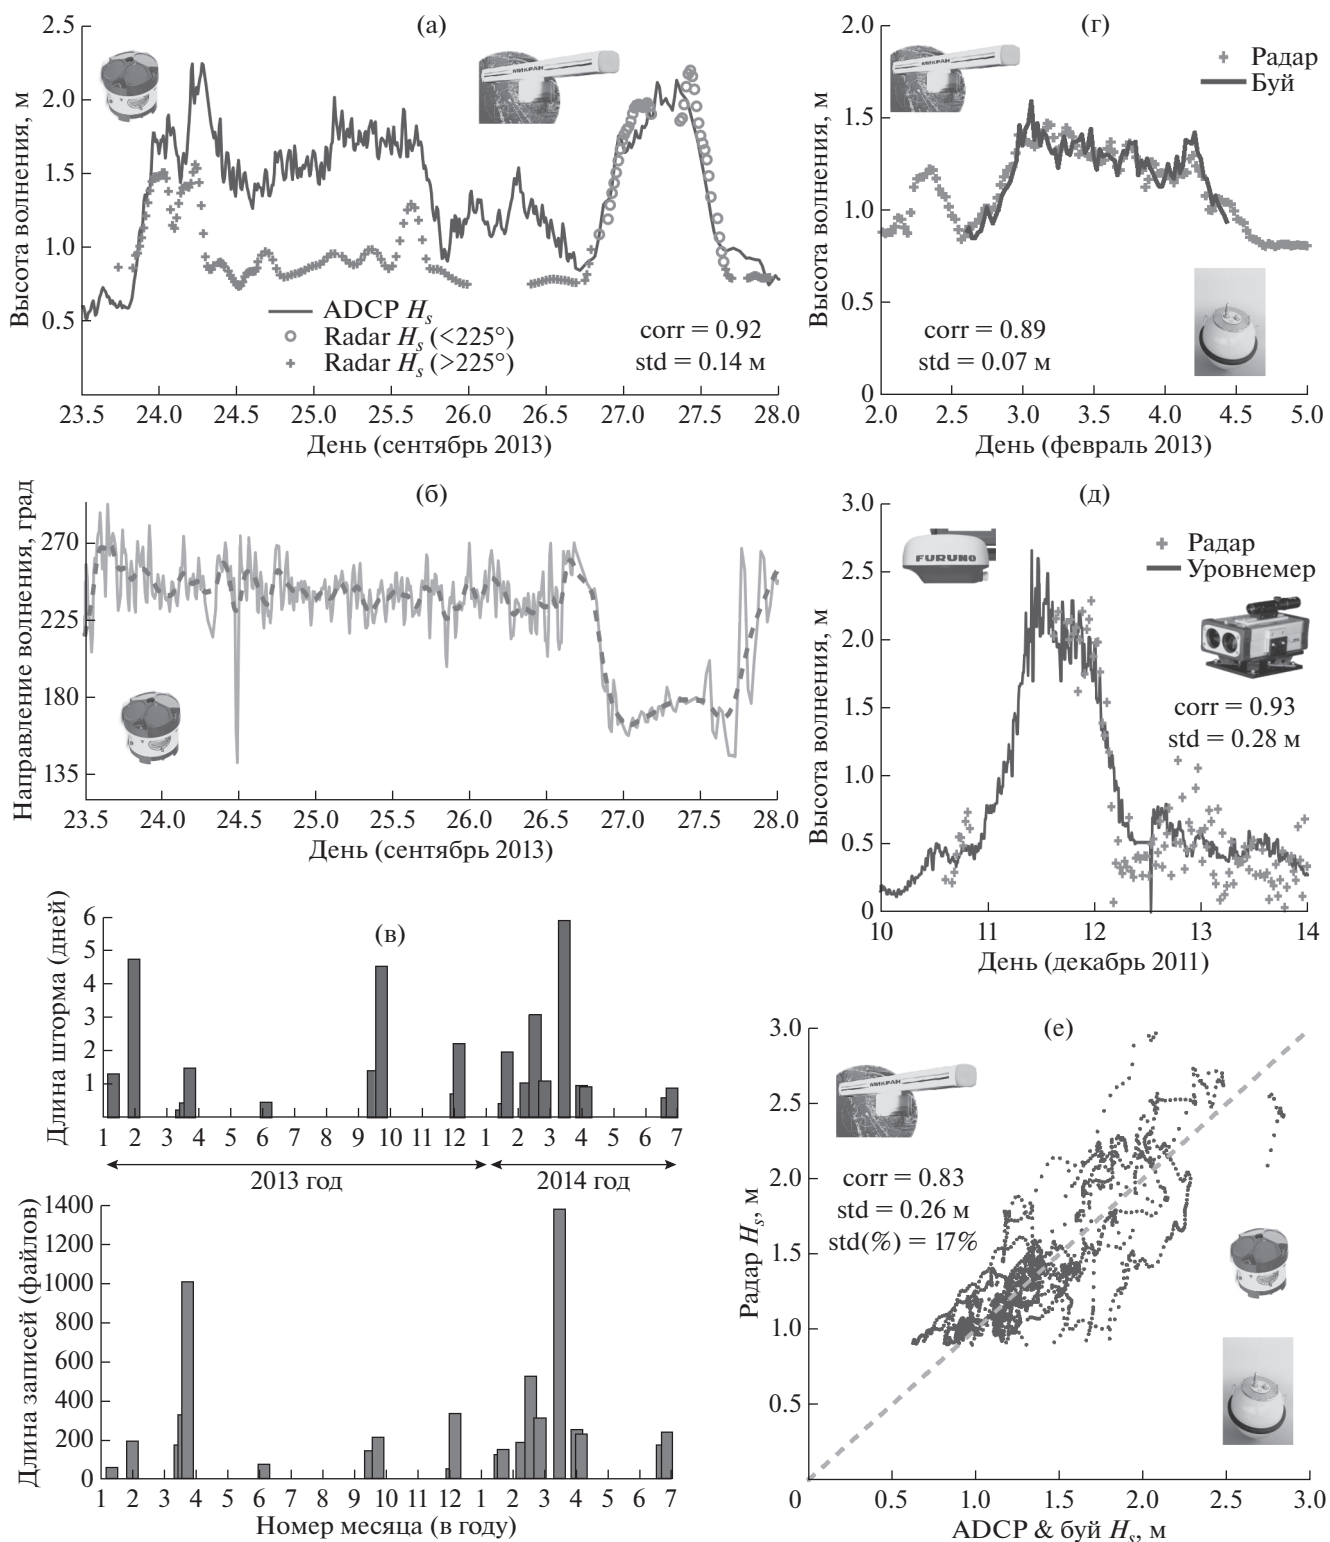 (а)
2.5
2.0
1.5
1.0
0.5
Высота волнения, м
МИКРАН
ADCP Hs
Radar Hs (<225°)
Radar Hs (>225°)
corr = 0.92
std = 0.14 м
23.5 24.0 24.5 25.0 25.5 26.0 26.5 27.0 27.5 28.0
День (сентябрь 2013)
(г)
2.0
1.5
1.0
0.5
0
Высота волнения, м
МИКРАН
Радар
Буй
corr = 0.89
std = 0.07 м
2.0 2.5 3.0 3.5 4.0 4.5 5.0
День (февраль 2013)
(б)
270
225
180
135
Направление волнения, град
23.5 24.0 24.5 25.0 25.5 26.0 26.5 27.0 27.5 28.0
День (сентябрь 2013)
(д)
3.0
2.5
2.0
1.5
1.0
0.5
0
Высота волнения, м
FURUNO
Радар
Уровнемер
corr = 0.93
std = 0.28 м
10 11 12 13 14
День (декабрь 2011)
(в)
6
5
4
3
2
1
Длина шторма (дней)
1 2 3 4 5 6 7 8 9 10 11 12 1 2 3 4 5 6 7
2013 год
2014 год
1400
1200
1000
800
600
400
200
0
Длина записей (файлов)
1 2 3 4 6 7 8 9 10 11 12 1 2 3 4 5 6 7
Номер месяца (в году)
(е)
3.0
2.5
2.0
1.5
1.0
0.5
Радар Hs, м
МИКРАН
corr = 0.83
std = 0.26 м
std(%) = 17%
0 0.5 1.0 1.5 2.0 2.5 3.0
ADCP & буй Hs, м